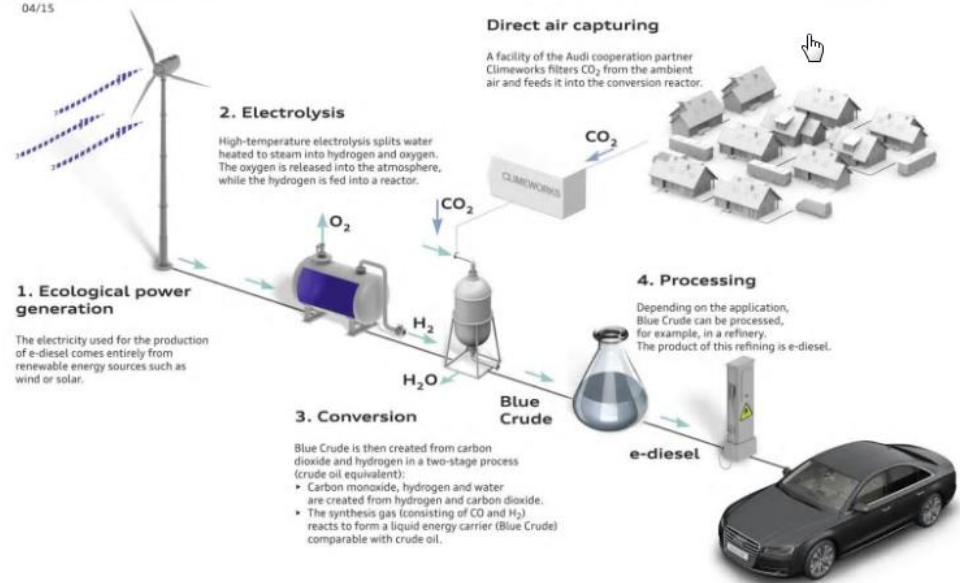 04/15
Direct air capturing
A facility of the Audi cooperation partner
Climeworks filters CO₂ from the ambient
air and feeds it into the conversion reactor.
2. Electrolysis
High-temperature electrolysis splits water
heated to steam into hydrogen and oxygen.
The oxygen is released into the atmosphere,
while the hydrogen is fed into a reactor.
CO₂
CLIMEWORKS
CO₂
O₂
1. Ecological power
generation
The electricity used for the production
of e-diesel comes entirely from
renewable energy sources such as
wind or solar.
H₂
H₂O
4. Processing
Depending on the application,
Blue Crude can be processed,
for example, in a refinery.
The product of this refining is e-diesel.
Blue
Crude
3. Conversion
Blue Crude is then created from carbon
dioxide and hydrogen in a two-stage process
(crude oil equivalent):
▸ Carbon monoxide, hydrogen and water
are created from hydrogen and carbon dioxide.
▸ The synthesis gas (consisting of CO and H₂)
reacts to form a liquid energy carrier (Blue Crude)
comparable with crude oil.
e-diesel